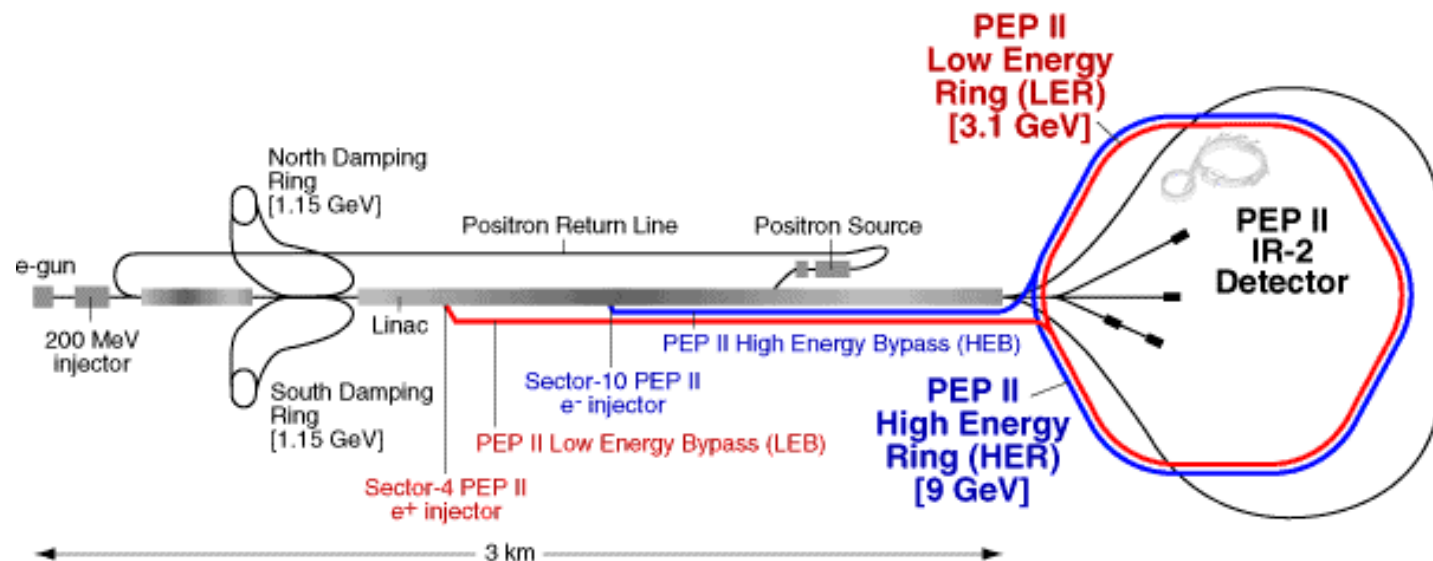 PEP II
Low Energy
Ring (LER)
[3.1 GeV]
North Damping
Ring
[1.15 GeV]
Positron Return Line
Positron Source
e-gun
PEP II
IR-2
Detector
Linac
200 MeV
injector
PEP II High Energy Bypass (HEB)
Sector-10 PEP II
e- injector
South Damping
Ring
[1.15 GeV]
PEP II Low Energy Bypass (LEB)
PEP II
High Energy
Ring (HER)
[9 GeV]
Sector-4 PEP II
e+ injector
3 km